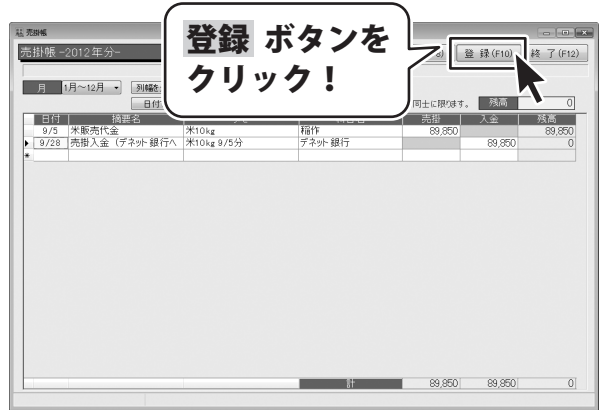 売掛帳
売掛帳 -2012年分-
登録 ボタンを
クリック！
登 録(F10) 終 了(F12)
月 1月～12月
日付
同士に限ります。 残高 0
日付 摘要名 売掛 入金 残高
9/5 米販売代金 米10kg 稲作 89,850 89,850
9/28 売掛入金 (デネット銀行へ 米10kg 9/5分 デネット銀行 89,850 0
計 89,850 89,850 0